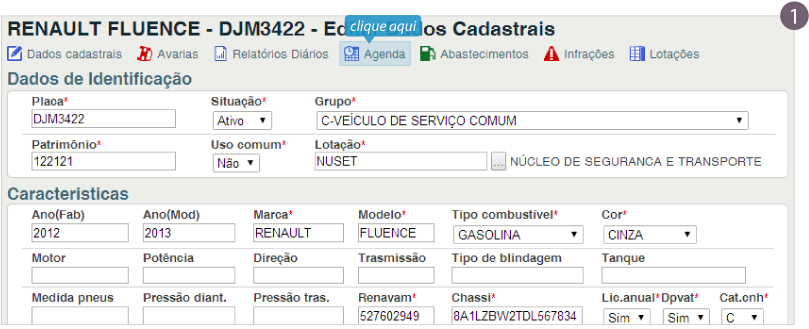 1
RENAULT FLUENCE - DJM3422 - Ed dos Cadastrais
clique aqui
Dados cadastrais Avarias Relatórios Diários Agenda Abastecimentos Infrações Lotações
Dados de Identificação
Placa* Situação* Grupo*
DJM3422 Ativo C-VEÍCULO DE SERVIÇO COMUM
Patrimônio* Uso comum* Lotação*
122121 Não NUSET ... NÚCLEO DE SEGURANCA E TRANSPORTE
Caracteristicas
Ano(Fab) Ano(Mod) Marca* Modelo* Tipo combustível* Cor*
2012 2013 RENAULT FLUENCE GASOLINA CINZA
Motor Potência Direção Trasmissão Tipo de blindagem Tanque
Medida pneus Pressão diant. Pressão tras. Renavam* Chassi* Lic.anual* Dpvat* Cat.cnh*
527602949 8A1LZBW2TDL567834 Sim Sim C